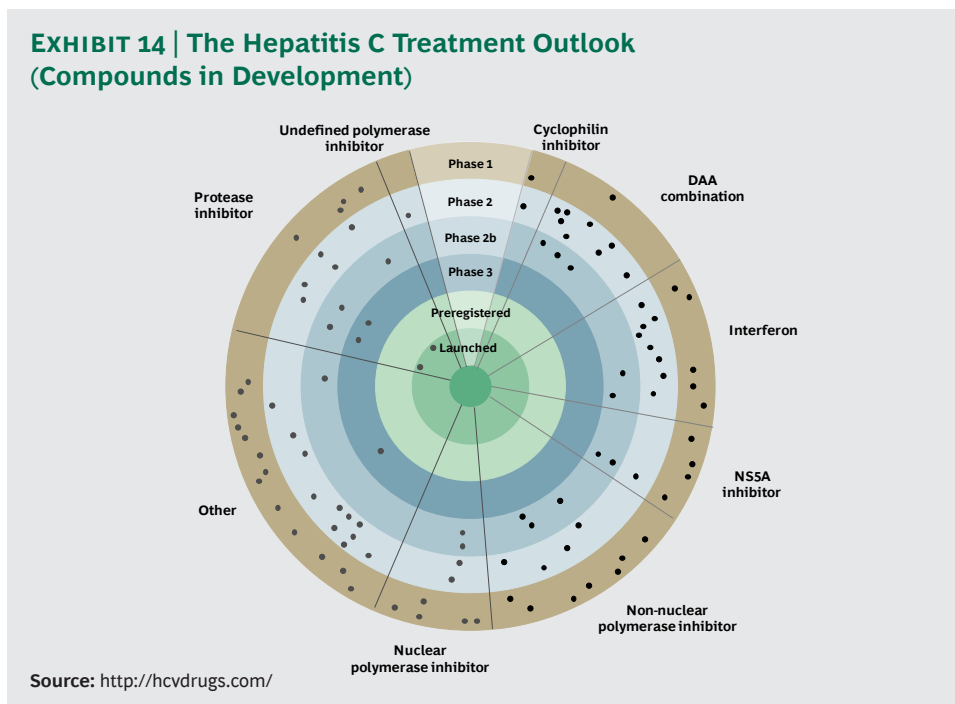 EXHIBIT 14 | The Hepatitis C Treatment Outlook
(Compounds in Development)
Undefined polymerase
inhibitor
Cyclophilin
inhibitor
Phase 1
DAA
combination
Protease
inhibitor
Phase 2
Phase 2b
Phase 3
Preregistered
Interferon
Launched
NS5A
inhibitor
Other
Non-nuclear
polymerase inhibitor
Nuclear
polymerase inhibitor
Source: http://hcvdrugs.com/